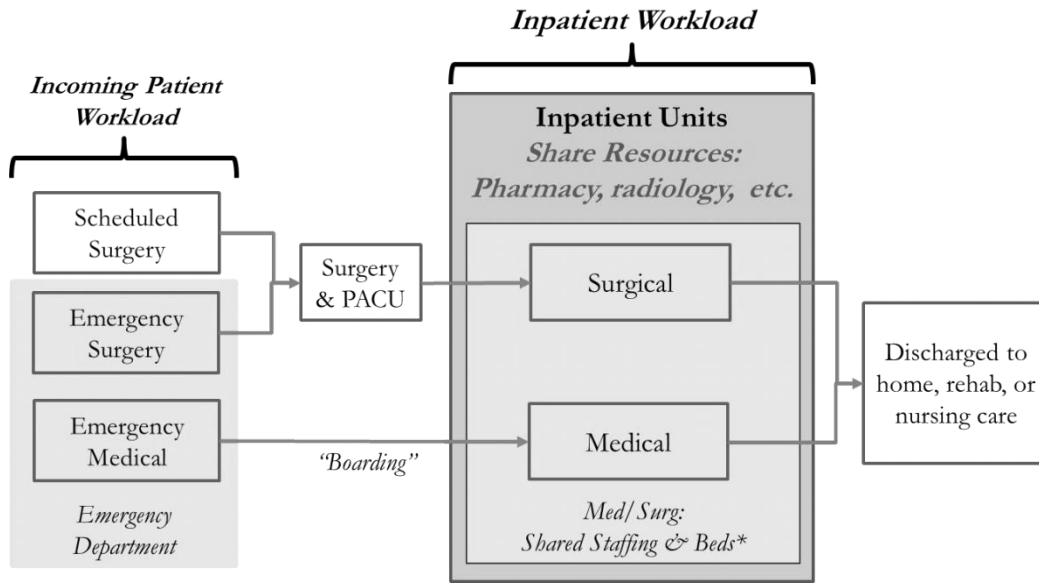 Inpatient Workload
Incoming Patient
Workload
Inpatient Units
Share Resources:
Pharmacy, radiology, etc.
Scheduled
Surgery
Emergency
Surgery
Emergency
Medical
Emergency
Department
Surgery
& PACU
"Boarding"
Surgical
Medical
Med/Surg:
Shared Staffing & Beds*
Discharged to
home, rehab, or
nursing care